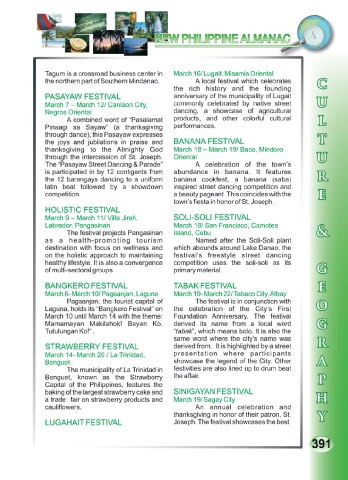 NEW PHILIPPINE ALMANAC
Tagum is a crossroad business center in
the northern part of Southern Mindanao.
PASAYAW FESTIVAL
March 7 – March 12/ Canlaon City,
Negros Oriental
A combined word of "Pasalamat
Pinaagi sa Sayaw" (a thanksgiving
through dance), this Pasayaw expresses
the joys and jubilations in praise and
thanksgiving to the Almighty God
through the intercession of St. Joseph.
The "Pasayaw Street Dancing & Parade"
is participated in by 12 contigents from
the 12 barangays dancing to a uniform
latin beat followed by a showdown
competition.
HOLISTIC FESTIVAL
March 9 – March 11/ Villa Jireh,
Labrador, Pangasinan
The festival projects Pangasinan
as a health-promoting tourism
destination with focus on wellness and
on the holistic approach to maintaining
healthy lifestyle. It is also a convergence
of multi-sectoral groups.
BANGKERO FESTIVAL
March 6- March 10/ Pagsanjan, Laguna
Pagsanjan, the tourist capital of
Laguna, holds its "Bangkero Festival" on
March 10 until March 14 with the theme:
Mamamayan Makilahok! Bayan Ko,
Tutulungan Ko!" .
STRAWBERRY FESTIVAL
March 14- March 20 / La Trinidad,
Benguet
The municipality of La Trinidad in
Benguet, known as the Strawberry
Capital of the Philippines, features the
baking of the largest strawberry cake and
a trade fair on strawberry products and
cauliflowers.
LUGAHAIT FESTIVAL
March 16/ Lugait, Misamis Oriental
A local festival which celebrates
the rich history and the founding
anniversary of the municipality of Lugait
commonly celebrated by native street
dancing, a showcase of agricultural
products, and other colorful cultural
performances.
BANANA FESTIVAL
March 18 – March 19/ Baco, Mindoro
Oriental
A celebration of the town's
abundance in banana. It features
banana cookfest, a banana (saba)
inspired street dancing competition and
a beauty pageant. This coincides with the
town's fiesta in honor of St. Joseph.
SOLI-SOLI FESTIVAL
March 18/ San Francisco, Camotes
Island, Cebu
Named after the Soli-Soli plant
which abounds around Lake Danao, the
festival's freestyle street dancing
competition uses the soli-soli as its
primary material.
TABAK FESTIVAL
March 19- March 22/ Tabaco City, Albay
The festival is in conjunction with
the celebration of the City's First
Foundation Anniversary. The festival
derived its name from a local word
"tabak", which means bolo. It is also the
same word where the city's name was
derived from. It is highlighted by a street
presentation where participants
showcase the legend of the City. Other
festivities are also lined up to drum beat
the affair.
SINIGAYAN FESTIVAL
March 19/ Sagay City
An annual celebration and
thanksgiving in honor of their patron, St.
Joseph. The festival showcases the best
C
U
L
T
U
R
E
&
G
E
O
G
R
A
P
H
Y
391